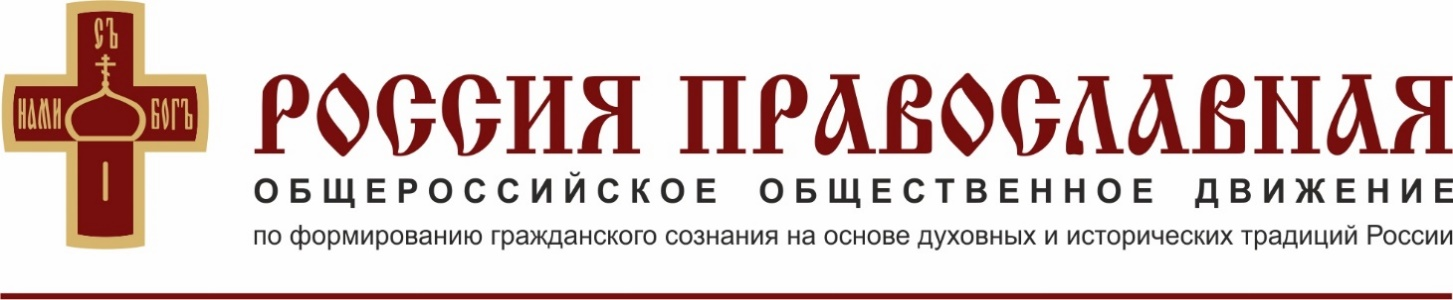 СЪ
НАМИ БОГЪ
РОССИЯ ПРАВОСЛАВНАЯ
ОБЩЕРОССИЙСКОЕ ОБЩЕСТВЕННОЕ ДВИЖЕНИЕ
по формированию гражданского сознания на основе духовных и исторических традиций России